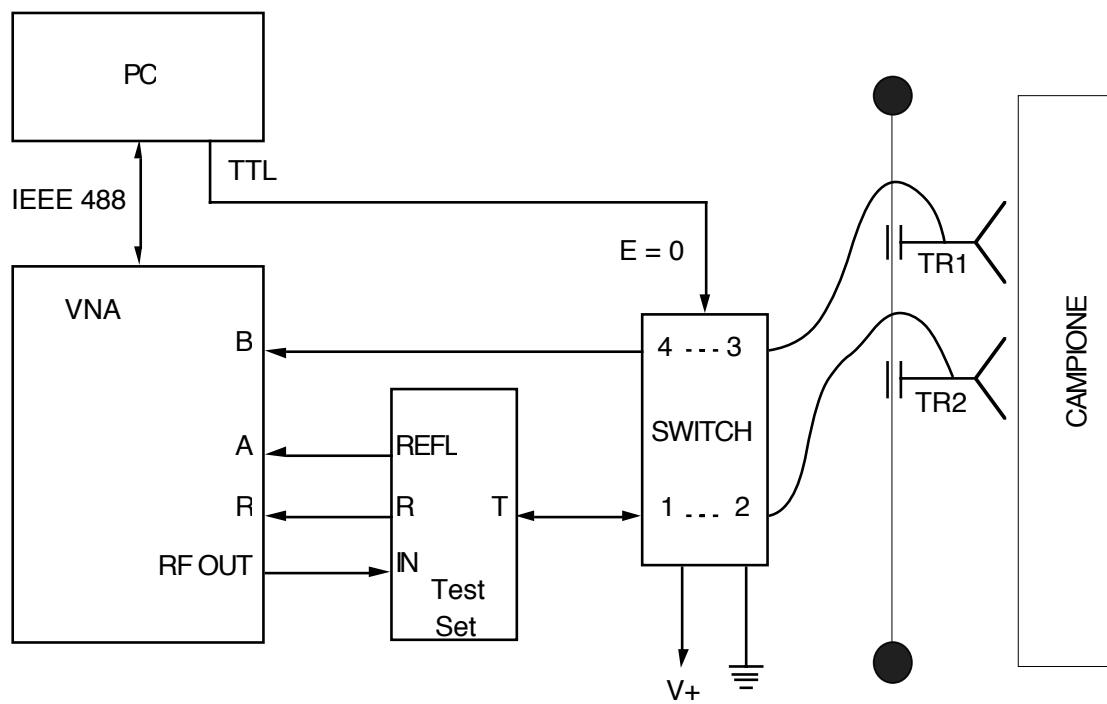 PC
TTL
IEEE 488
E = 0
VNA
TR1
B
4 --- 3
TR2
SWITCH
A
REFL
R
R
T
1 --- 2
RF OUT
IN
Test
Set
V+
CAMPIONE